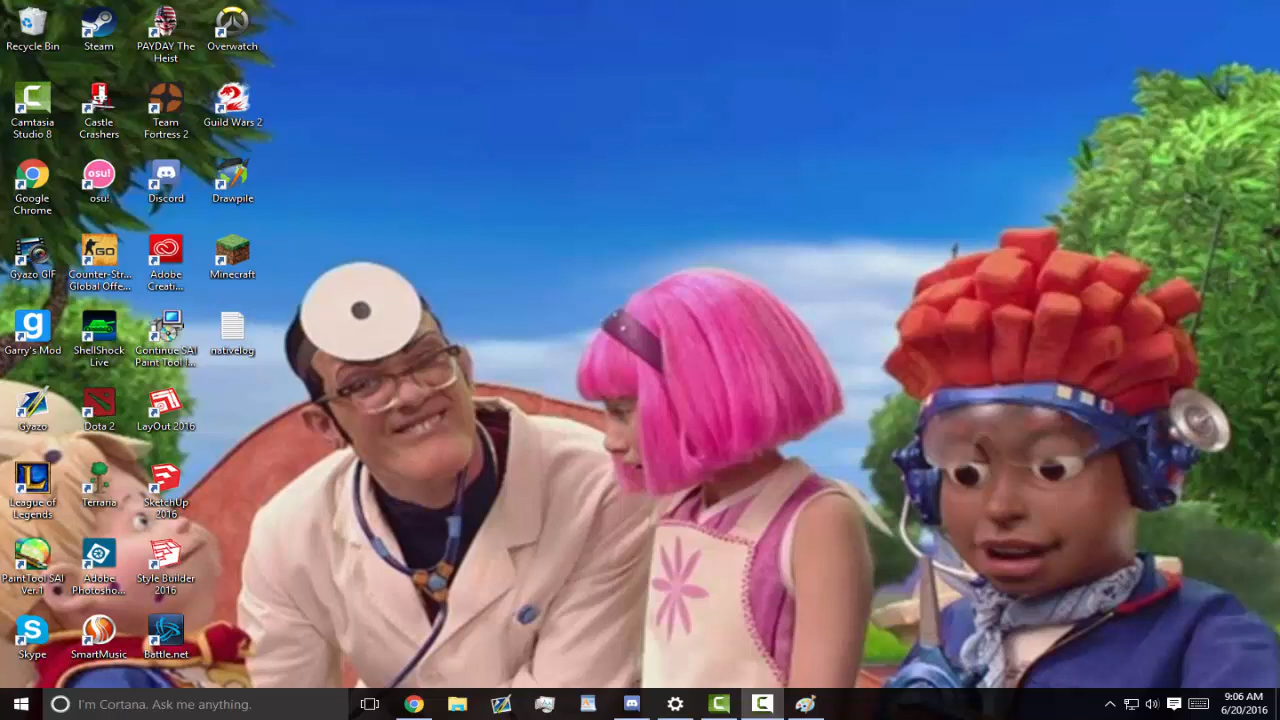 Recycle Bin
Steam
PAYDAY The
Heist
Overwatch
Camtasia
Studio 8
Castle
Crashers
Team
Fortress 2
Guild Wars 2
Google
Chrome
osu!
osu!
Discord
Drawpile
Gyazo GIF
GO
Counter-Str...
Global Offe...
Adobe
Creati...
Minecraft
g
Garry's Mod
ShellShock
Live
Continue SAI
Paint Tool I...
nativelog
Gyazo
Dota 2
LayOut 2016
League of
Legends
Terraria
SketchUp
2016
PaintTool SAI
Ver.1
Adobe
Photosho...
Style Builder
2016
Skype
SmartMusic
Battle.net
I'm Cortana. Ask me anything.
9:06 AM
6/20/2016